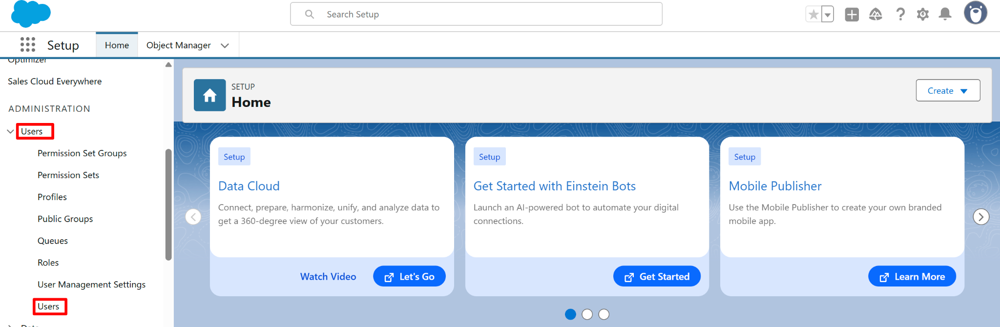 Search Setup
Setup
Home
Object Manager
Optimizer
Sales Cloud Everywhere
ADMINISTRATION
Users
Permission Set Groups
Permission Sets
Profiles
Public Groups
Queues
Roles
User Management Settings
Users
Data
SETUP
Home
Create
Setup
Data Cloud
Connect, prepare, harmonize, unify, and analyze data to
get a 360-degree view of your customers.
Watch Video
Let's Go
Setup
Get Started with Einstein Bots
Launch an AI-powered bot to automate your digital
connections.
Get Started
Setup
Mobile Publisher
Use the Mobile Publisher to create your own branded
mobile app.
Learn More